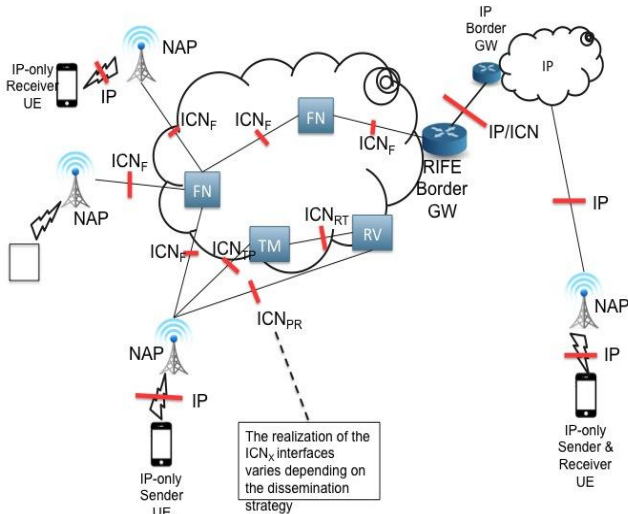 IP
Border
GW
NAP
IP-only
Receiver
UE
IP
IP
ICN_F
ICN_F
FN
ICN_F
IP/ICN
RIFE
Border
GW
ICN_F
FN
NAP
ICN_RT
IP
ICN_F
ICN_TP
TM
RV
ICN_PR
NAP
NAP
IP
IP
The realization of the
ICN_X interfaces
varies depending on
the dissemination
strategy
IP-only
Sender
UE
IP-only
Sender &
Receiver
UE